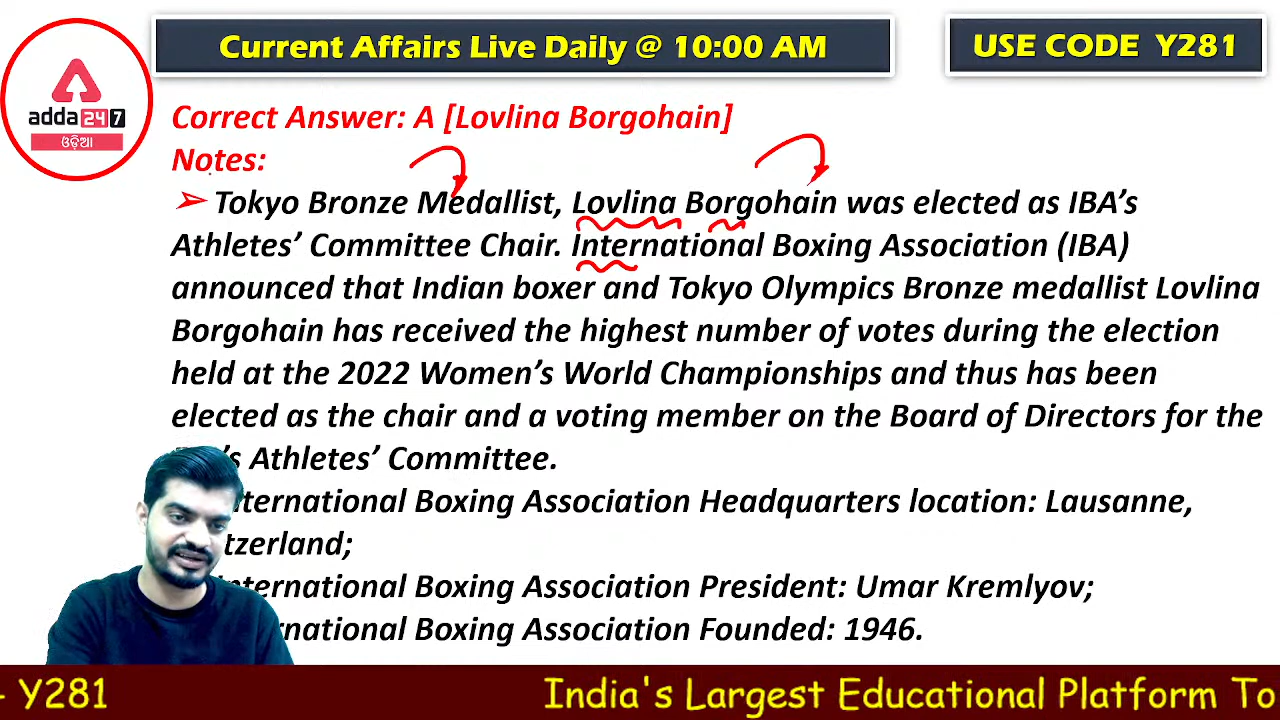 Current Affairs Live Daily @ 10:00 AM
USE CODE Y281
adda247
ଓଡ଼ିଆ
Correct Answer: A [Lovlina Borgohain]
Notes:
➢ Tokyo Bronze Medallist, Lovlina Borgohain was elected as IBA’s
Athletes’ Committee Chair. International Boxing Association (IBA)
announced that Indian boxer and Tokyo Olympics Bronze medallist Lovlina
Borgohain has received the highest number of votes during the election
held at the 2022 Women’s World Championships and thus has been
elected as the chair and a voting member on the Board of Directors for the
’s Athletes’ Committee.
nternational Boxing Association Headquarters location: Lausanne,
tzerland;
nternational Boxing Association President: Umar Kremlyov;
rnational Boxing Association Founded: 1946.
- Y281 India's Largest Educational Platform To